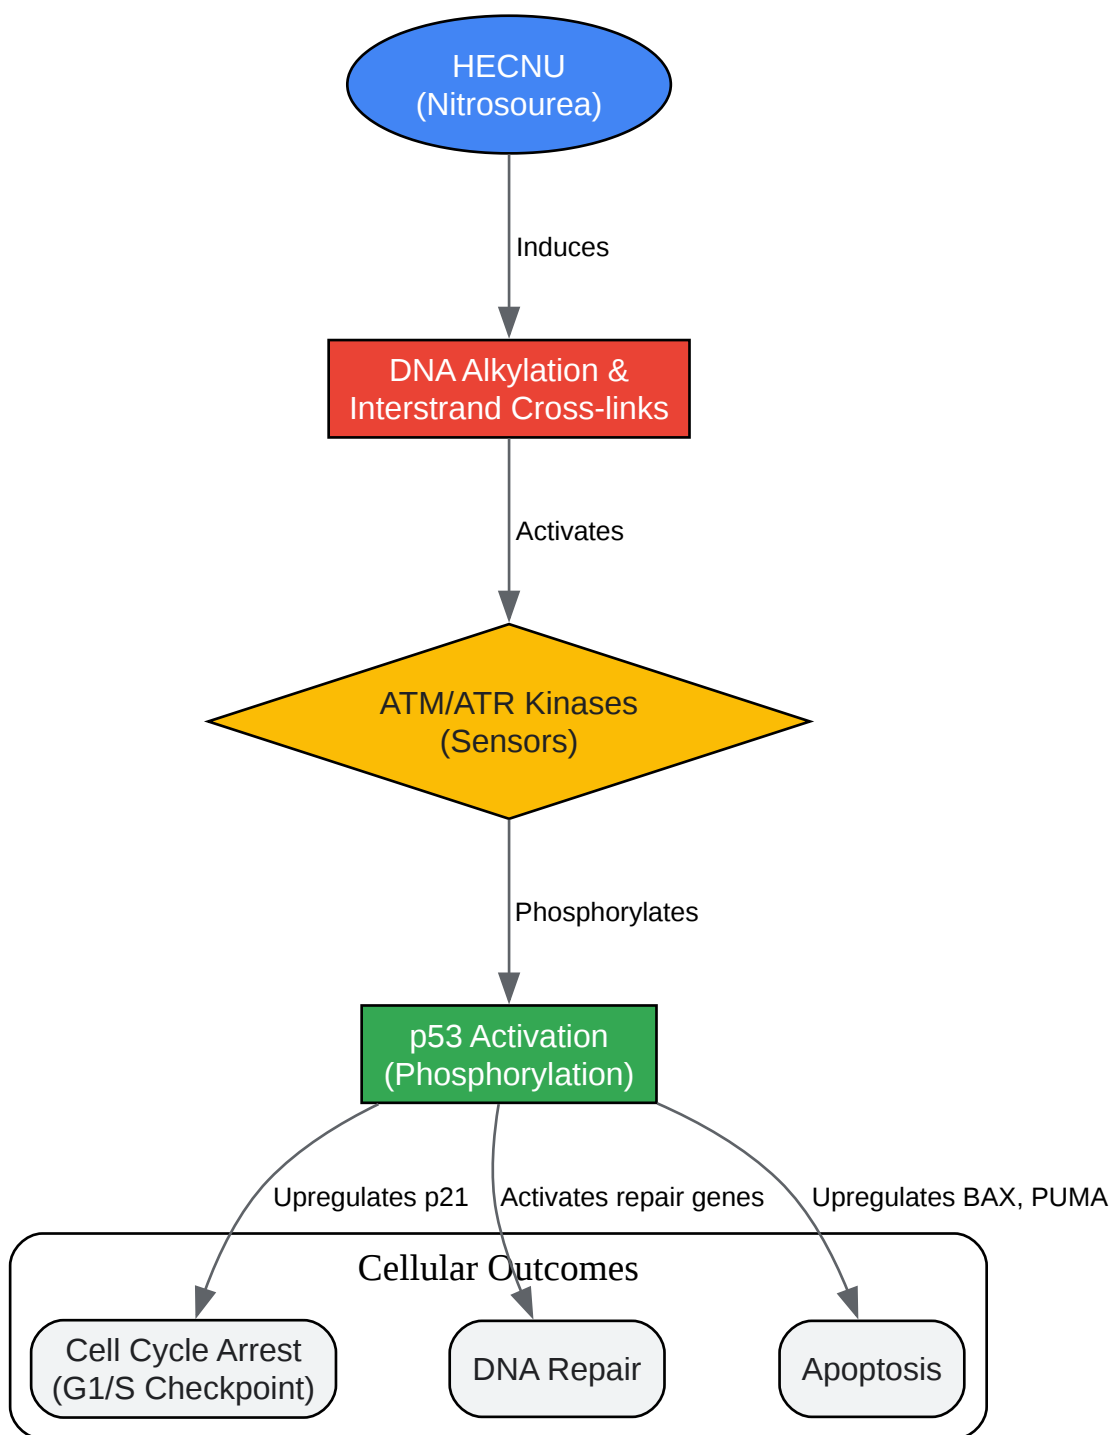 HECNU
(Nitrosourea)
Induces
DNA Alkylation &
Interstrand Cross-links
Activates
ATM/ATR Kinases
(Sensors)
Phosphorylates
p53 Activation
(Phosphorylation)
Upregulates p21
Activates repair genes
Upregulates BAX, PUMA
Cellular Outcomes
Cell Cycle Arrest
(G1/S Checkpoint)
DNA Repair
Apoptosis